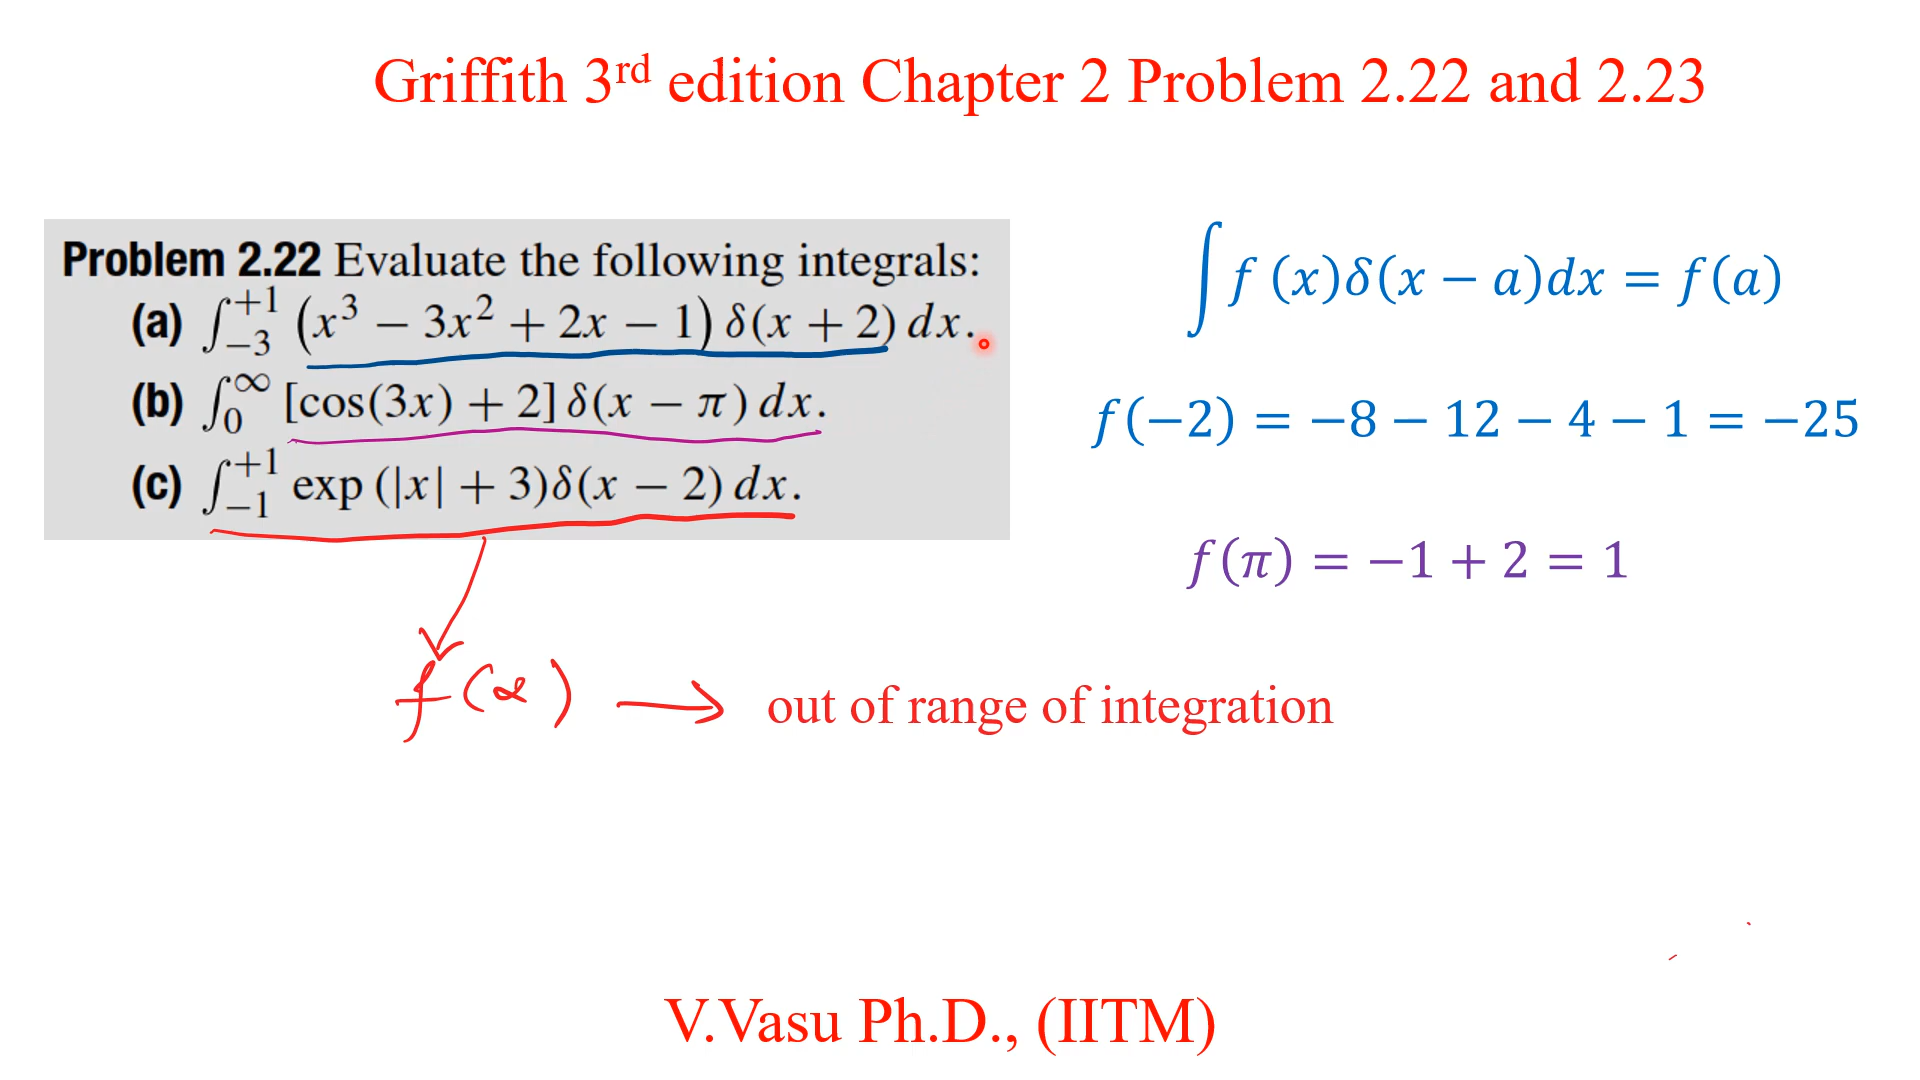 Griffith 3rd edition Chapter 2 Problem 2.22 and 2.23
Problem 2.22 Evaluate the following integrals:
(a) ∫₋₃⁺¹ (x³ − 3x² + 2x − 1) δ(x + 2) dx.
(b) ∫₀^∞ [cos(3x) + 2] δ(x − π) dx.
(c) ∫₋₁⁺¹ exp (|x| + 3)δ(x − 2) dx.
∫ f (x)δ(x − a)dx = f(a)
f(−2) = −8 − 12 − 4 − 1 = −25
f(π) = −1 + 2 = 1
f(2) → out of range of integration
V.Vasu Ph.D., (IITM)